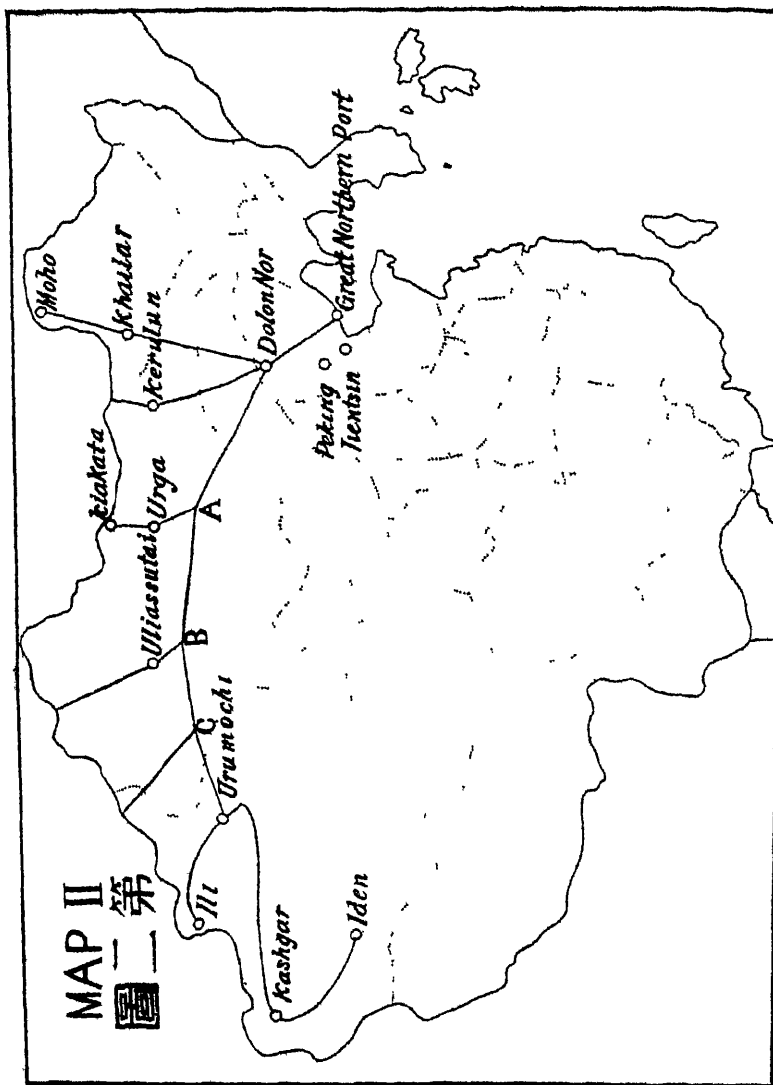 MAP II
圖二第
Moho
Khailar
Kerulun
Kiakata
Urga
Uliassutai
Dolon Nor
Great Northern Port
Peking
Tientsin
A
B
C
Urumochi
Ili
Kashgar
Iden